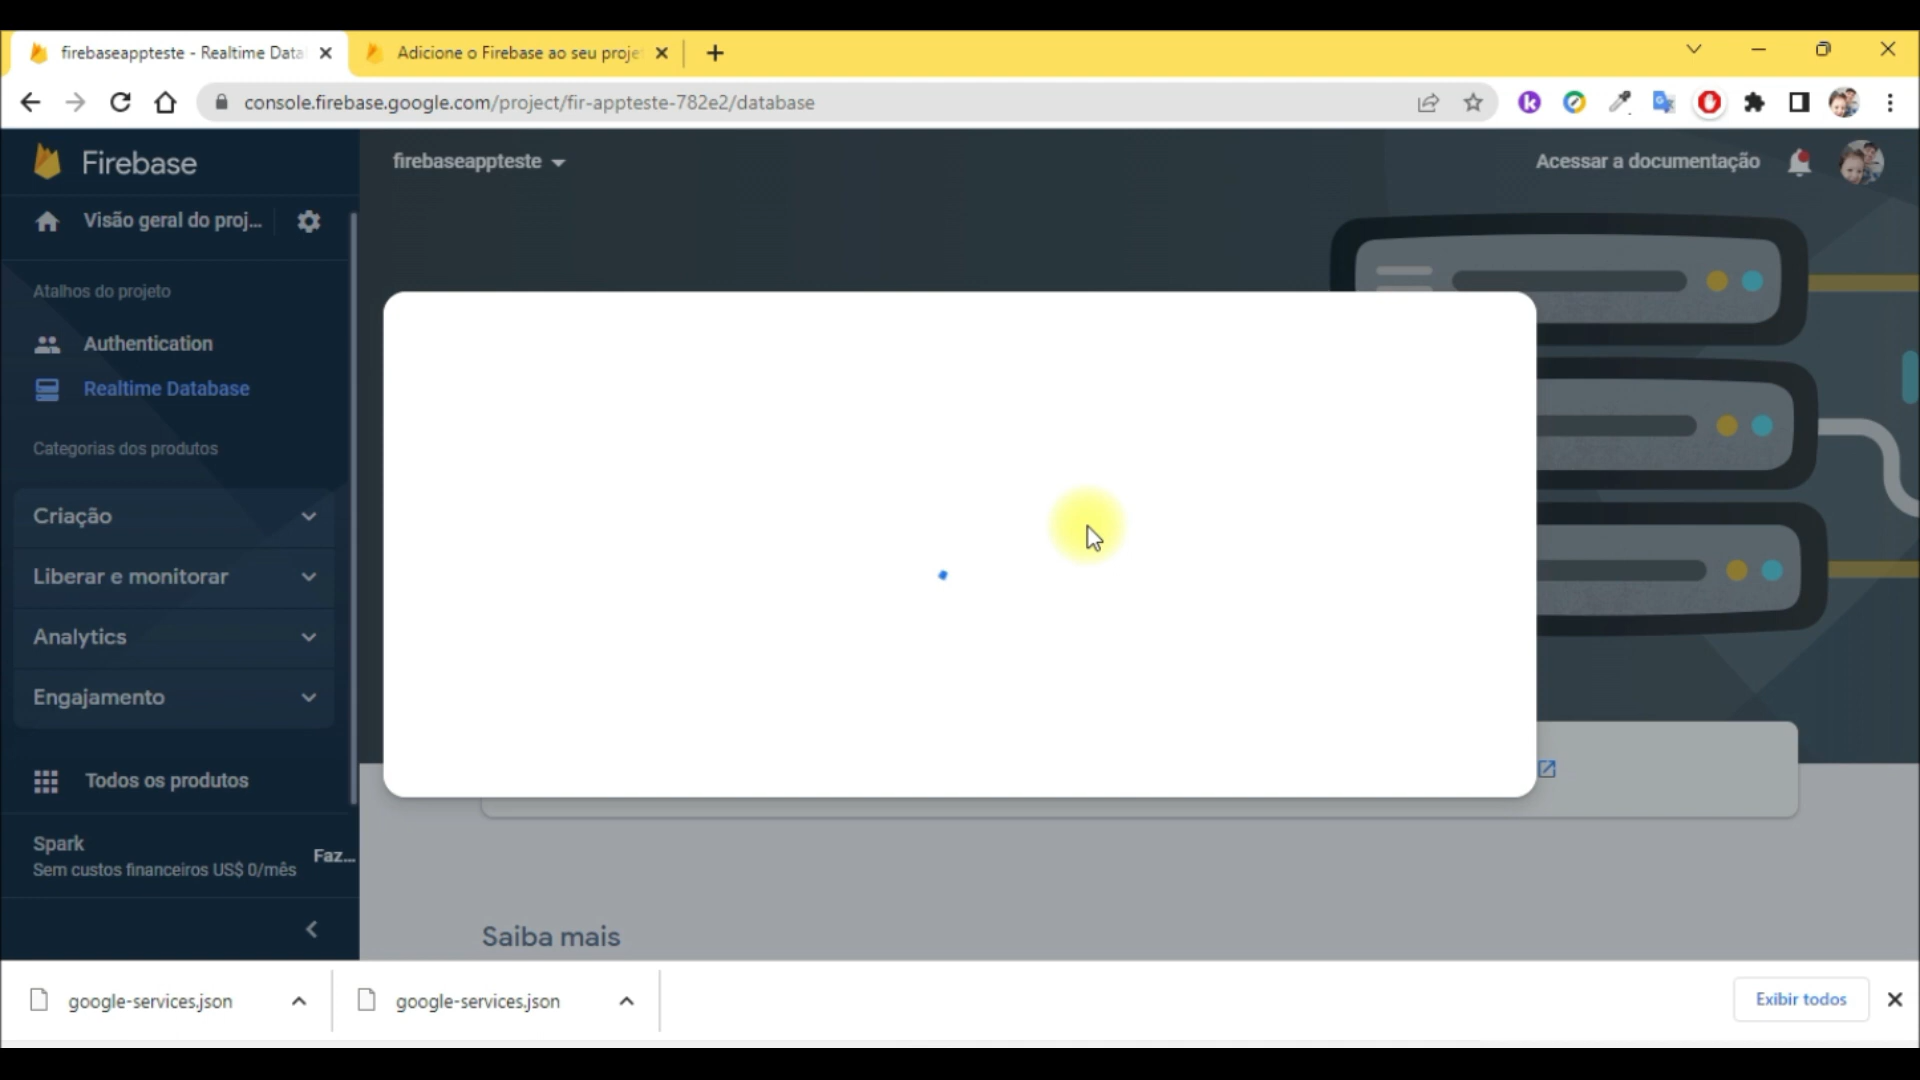 firebaseappteste - Realtime Data
Adicione o Firebase ao seu proje
console.firebase.google.com/project/fir-appteste-782e2/database
Firebase
firebaseappteste
Acessar a documentação
Visão geral do proj...
Atalhos do projeto
Authentication
Realtime Database
Categorias dos produtos
Criação
Liberar e monitorar
Analytics
Engajamento
Todos os produtos
Spark
Sem custos financeiros US$ 0/mês
Faz...
Saiba mais
google-services.json
google-services.json
Exibir todos